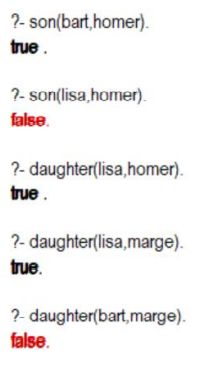 ?- son(bart,homer).
true .
?- son(lisa,homer).
false.
?- daughter(lisa,homer).
true .
?- daughter(lisa,marge).
true.
?- daughter(bart,marge).
false.